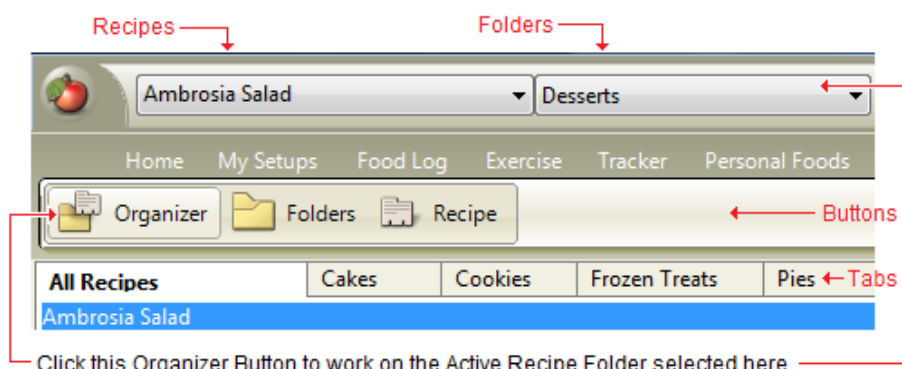 Recipes Folders
Ambrosia Salad Desserts
Home My Setups Food Log Exercise Tracker Personal Foods
Organizer Folders Recipe Buttons
All Recipes Cakes Cookies Frozen Treats Pies Tabs
Ambrosia Salad
Click this Organizer Button to work on the Active Recipe Folder selected here